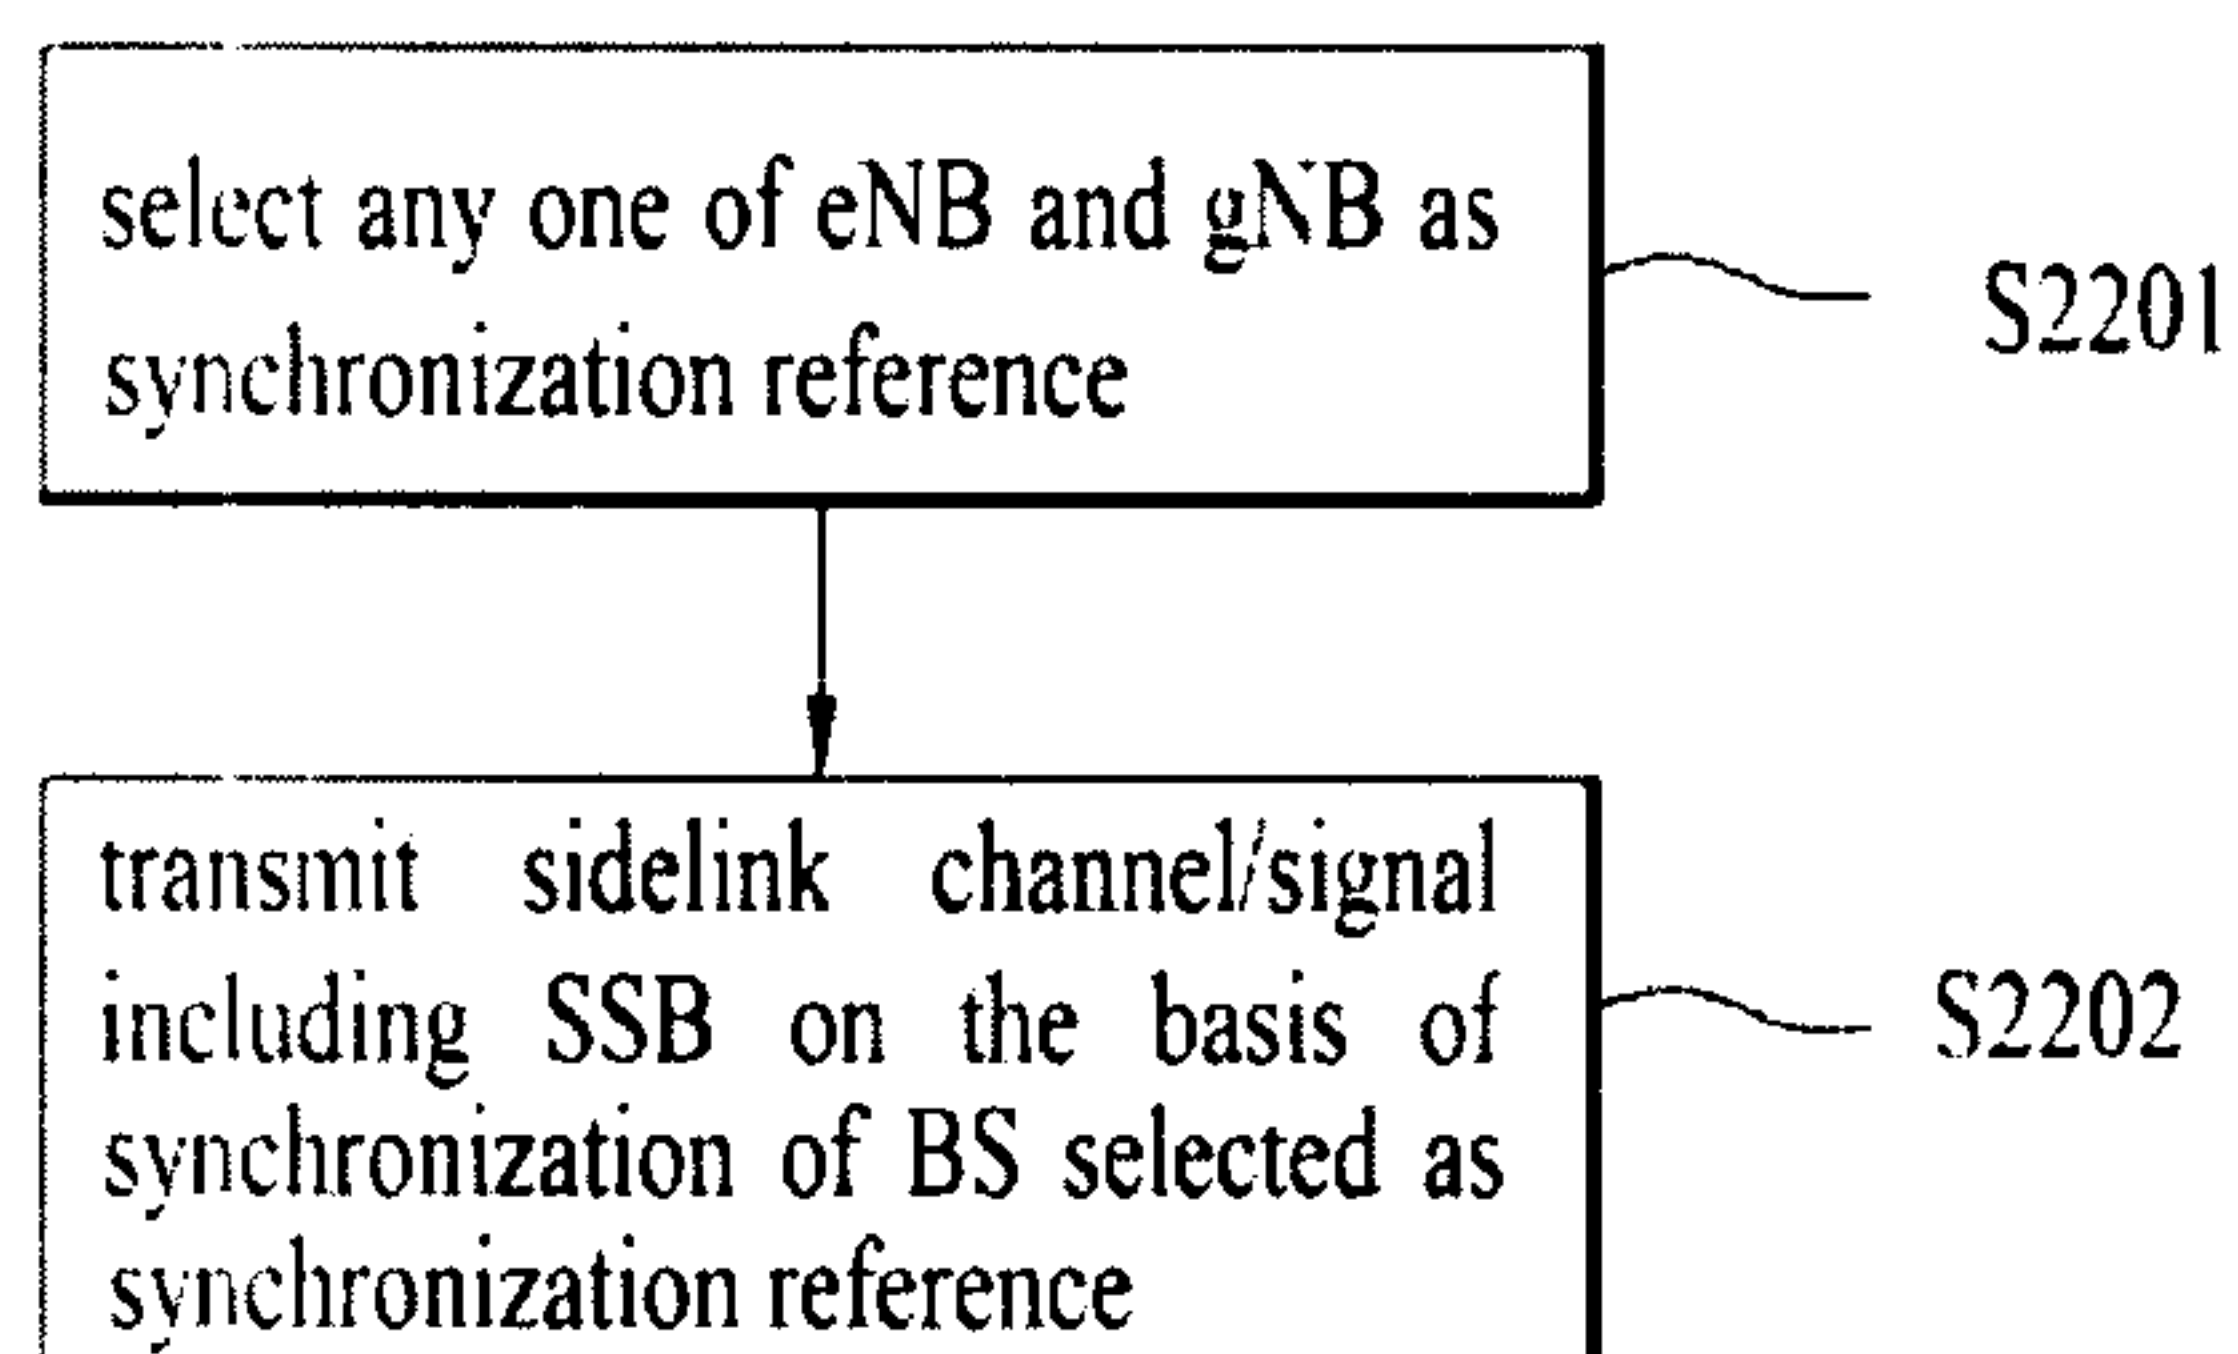 select any one of eNB and gNB as
synchronization reference
S2201
transmit sidelink channel/signal
including SSB on the basis of
synchronization of BS selected as
synchronization reference
S2202